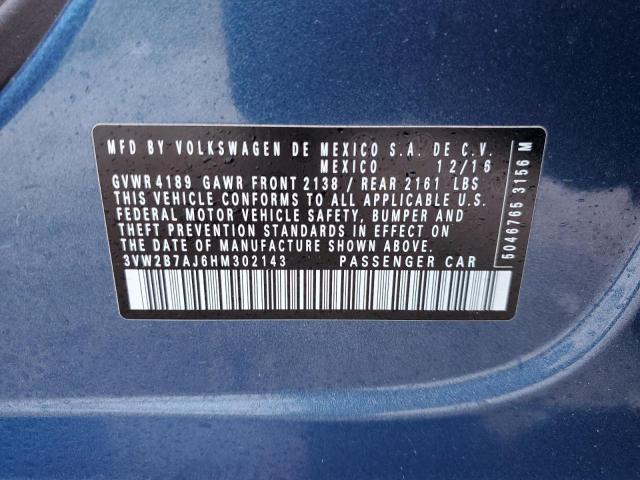 MFD BY VOLKSWAGEN DE MEXICO S.A. DE C.V.
MEXICO 12/16
GVWR 4189 GAWR FRONT 2138 / REAR 2161 LBS
THIS VEHICLE CONFORMS TO ALL APPLICABLE U.S.
FEDERAL MOTOR VEHICLE SAFETY, BUMPER AND
THEFT PREVENTION STANDARDS IN EFFECT ON
THE DATE OF MANUFACTURE SHOWN ABOVE.
3VW2B7AJ6HM302143 PASSENGER CAR
5046765 3156 M